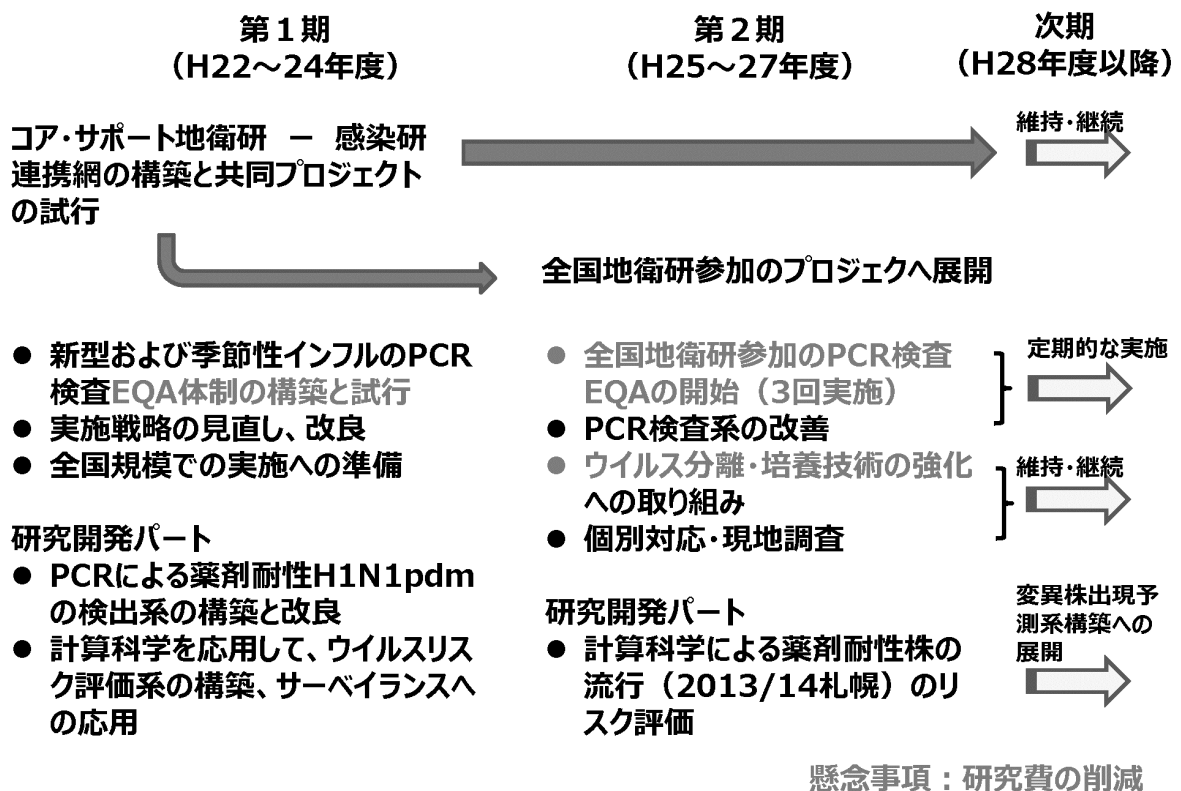 第１期
（H22～24年度）
第２期
（H25～27年度）
次期
（H28年度以降）
コア・サポート地衛研　－　感染研
連携網の構築と共同プロジェクト
の試行
維持・継続
全国地衛研参加のプロジェクへ展開
● 新型および季節性インフルのPCR
検査EQA体制の構築と試行
● 実施戦略の見直し、改良
● 全国規模での実施への準備
● 全国地衛研参加のPCR検査
EQAの開始（3回実施）
● PCR検査系の改善
● ウイルス分離・培養技術の強化
への取り組み
● 個別対応・現地調査
定期的な実施
維持・継続
研究開発パート
● PCRによる薬剤耐性H1N1pdm
の検出系の構築と改良
● 計算科学を応用して、ウイルスリス
ク評価系の構築、サーベイランスへ
の応用
研究開発パート
● 計算科学による薬剤耐性株の
流行（2013/14札幌）のリ
スク評価
変異株出現予
測系構築への
展開
懸念事項：研究費の削減